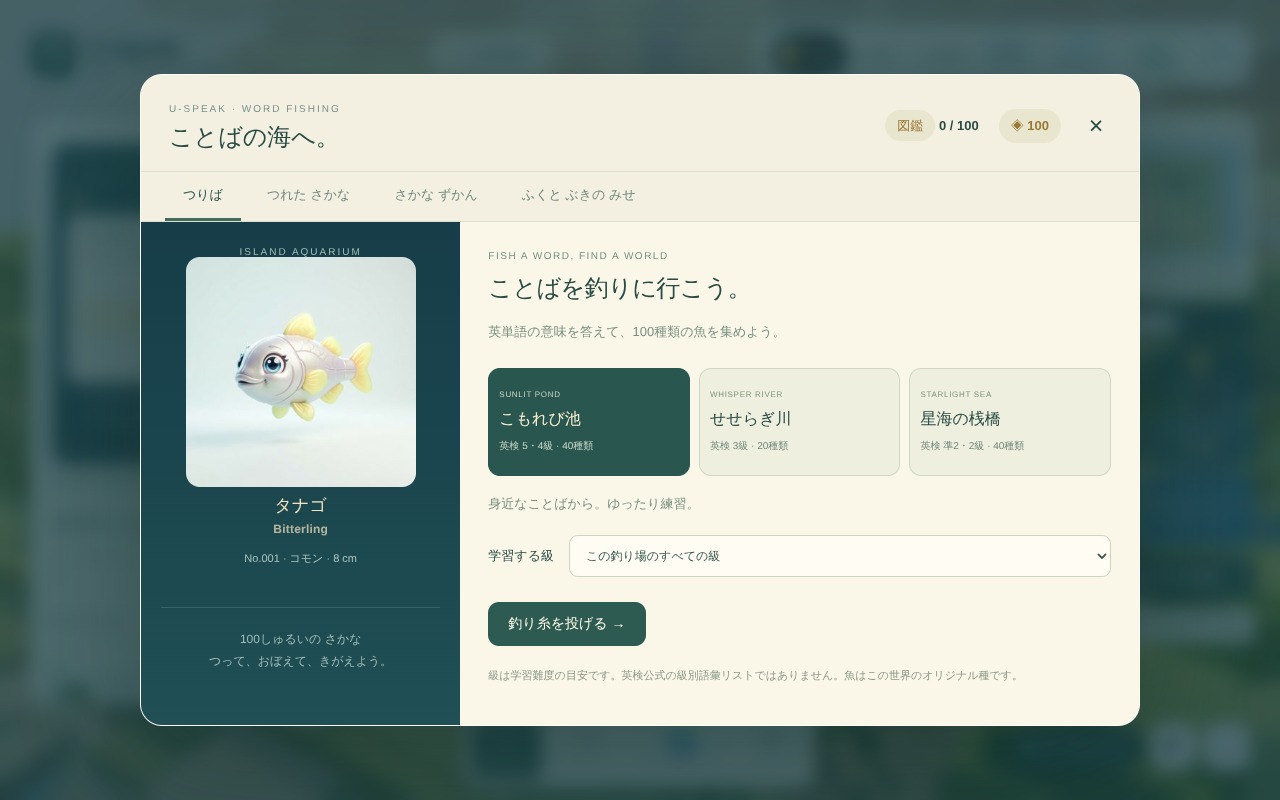 U-SPEAK · WORD FISHING
ことばの海へ。
図鑑 0 / 100
◈ 100
×
つりば
つれた さかな
さかな ずかん
ふくと ぶきの みせ
ISLAND AQUARIUM
タナゴ
Bitterling
No.001 · コモン · 8 cm
100しゅるいの さかな
つって、おぼえて、きがえよう。
FISH A WORD, FIND A WORLD
ことばを釣りに行こう。
英単語の意味を答えて、100種類の魚を集めよう。
SUNLIT POND
こもれび池
英検 5・4級 · 40種類
WHISPER RIVER
せせらぎ川
英検 3級 · 20種類
STARLIGHT SEA
星海の桟橋
英検 準2・2級 · 40種類
身近なことばから。ゆったり練習。
学習する級
この釣り場のすべての級
釣り糸を投げる →
級は学習難度の目安です。英検公式の級別語彙リストではありません。魚はこの世界のオリジナル種です。